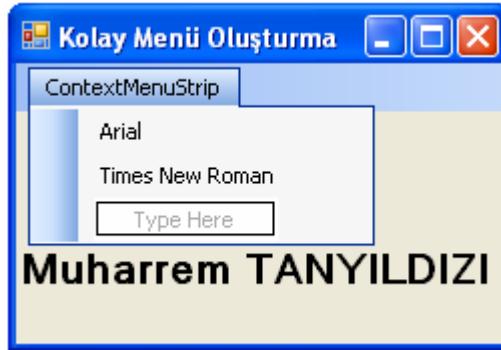 Kolay Menü Oluşturma
ContextMenuStrip
Arial
Times New Roman
Type Here
Muharrem TANYILDIZI